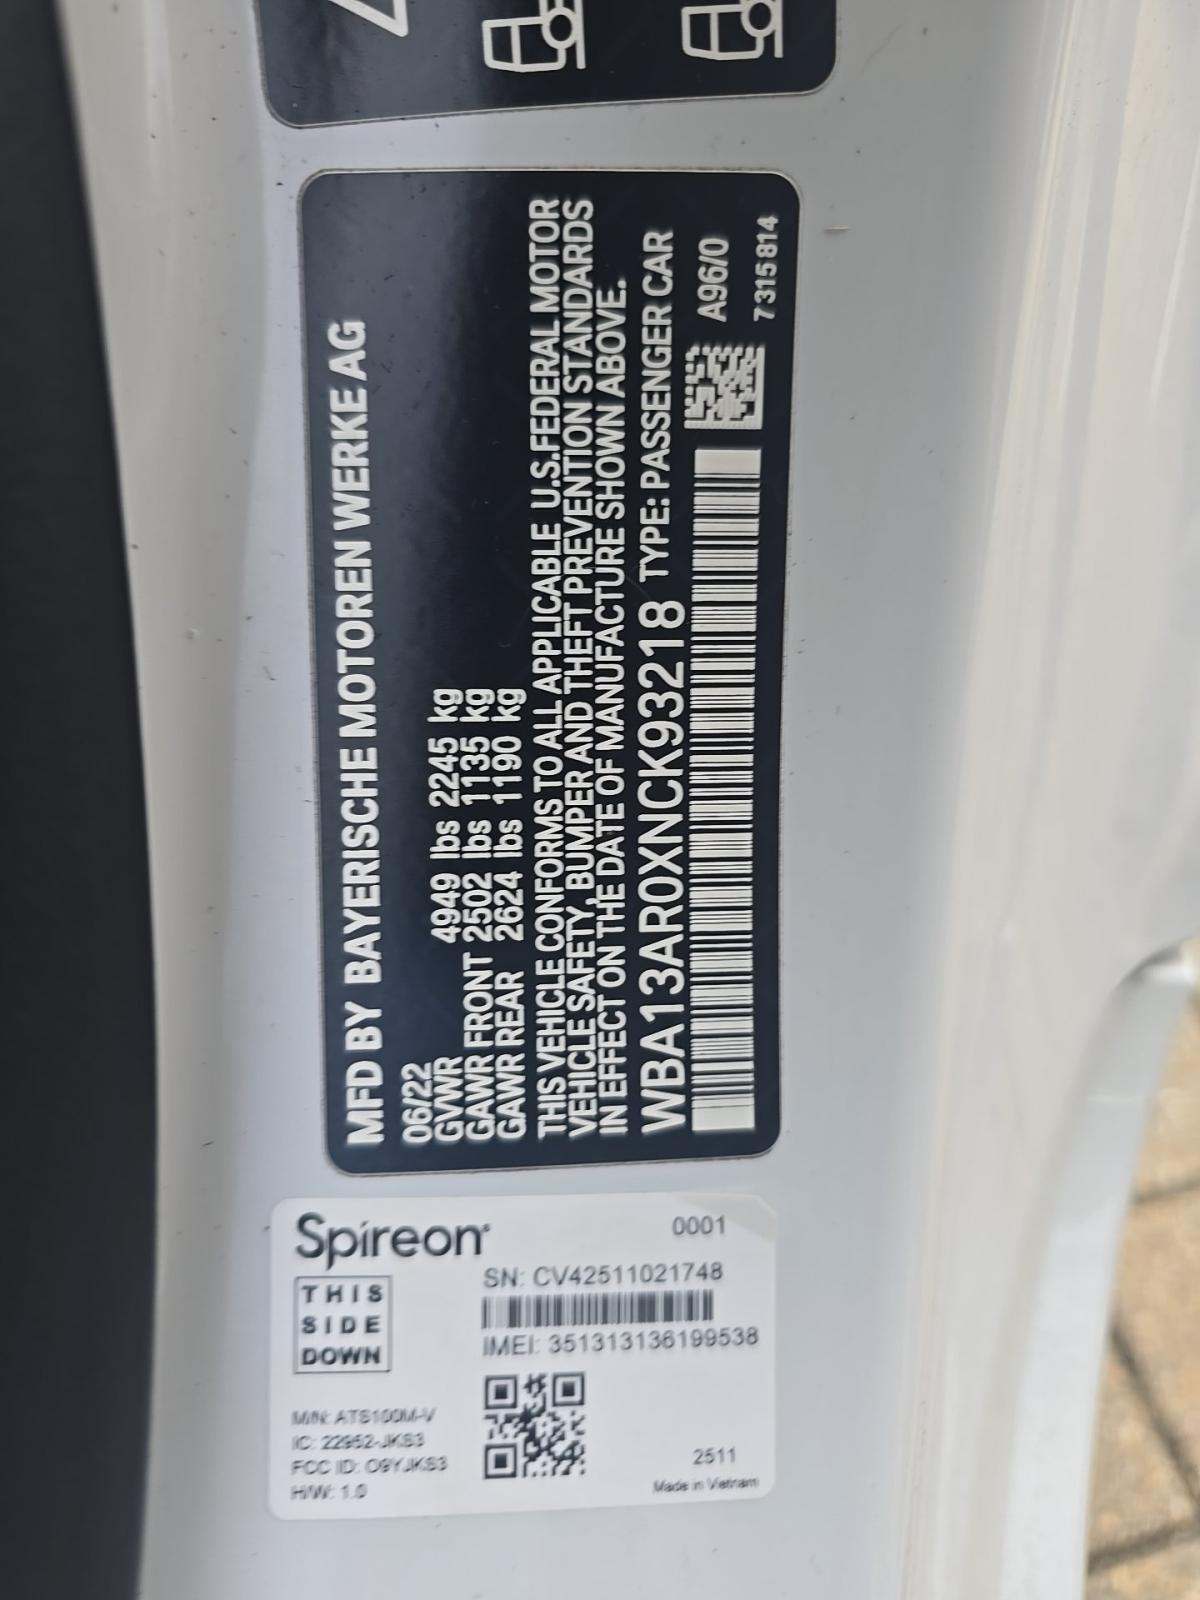 MFD BY BAYERISCHE MOTOREN WERKE AG
06/22
GVWR 4949 lbs 2245 kg
GAWR FRONT 2502 lbs 1135 kg
GAWR REAR 2624 lbs 1190 kg
THIS VEHICLE CONFORMS TO ALL APPLICABLE U.S.FEDERAL MOTOR
VEHICLE SAFETY, BUMPER AND THEFT PREVENTION STANDARDS
IN EFFECT ON THE DATE OF MANUFACTURE SHOWN ABOVE.
WBA13AR0XNCK93218 TYPE: PASSENGER CAR
A96/0
7 315 814
Spireon
0001
THIS
SIDE
DOWN
SN: CV42511021748
IMEI: 351313136199538
M/N: ATS100M-V
IC: 22952-JKS3
FCC ID: O9YJKS3
H/W: 1.0
2511
Made in Vietnam